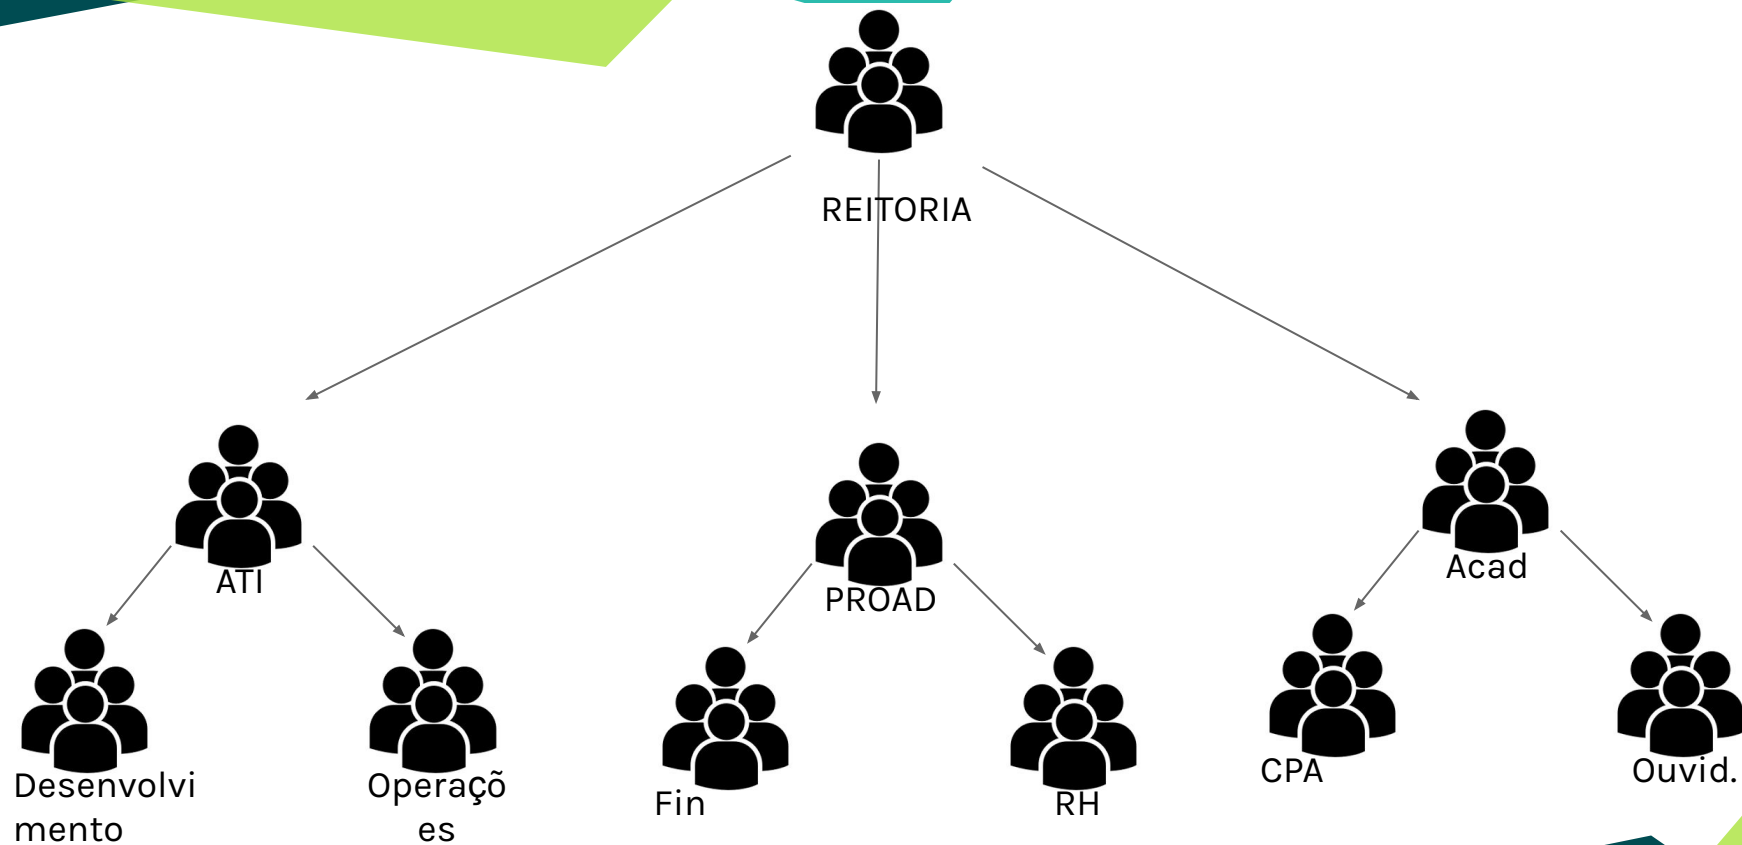 REITORIA
ATI
PROAD
Acad
Desenvolvi
mento
Operaçõ
es
Fin
RH
CPA
Ouvid.